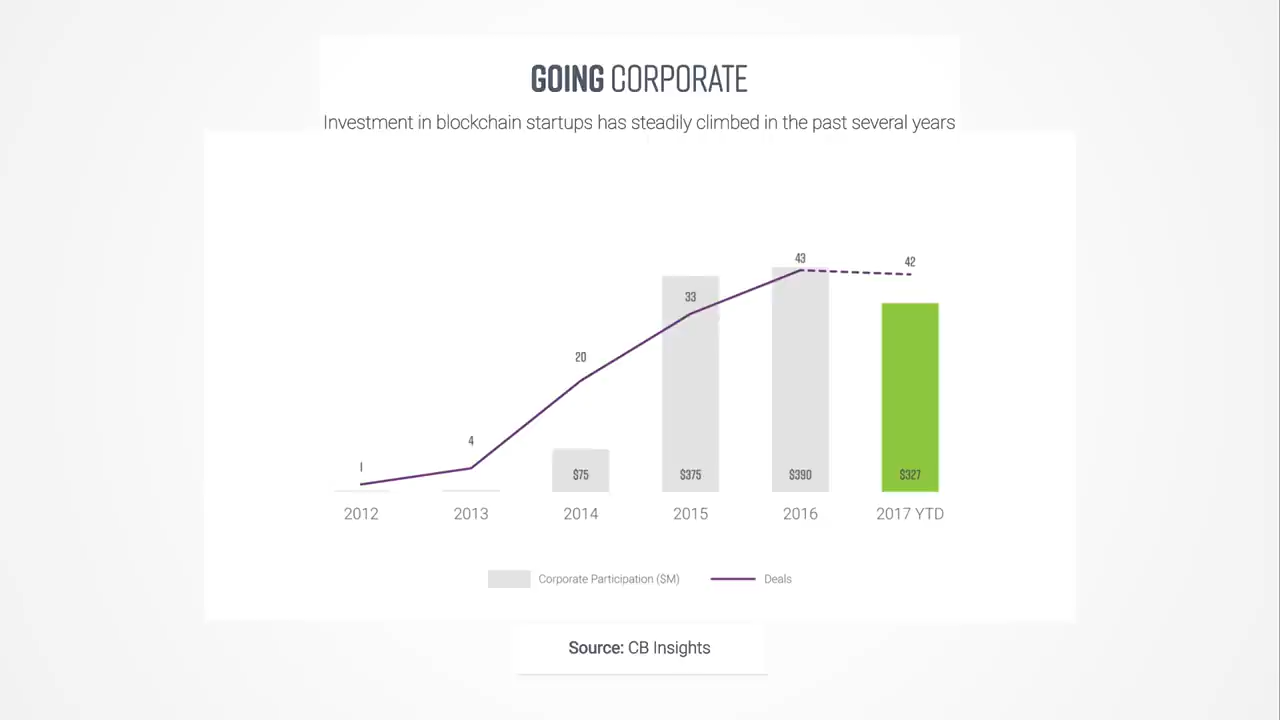 GOING CORPORATE
Investment in blockchain startups has steadily climbed in the past several years
1
4
20
33
43
42
$75
$375
$390
$327
2012
2013
2014
2015
2016
2017 YTD
Corporate Participation ($M)
Deals
Source: CB Insights